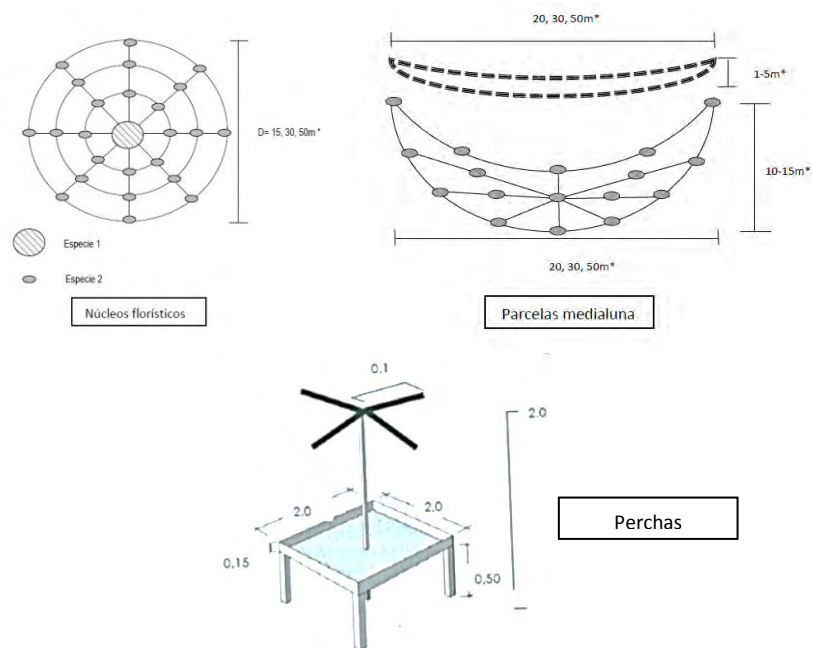 D= 15, 30, 50m*
Especie 1
Especie 2
Núcleos florísticos
20, 30, 50m*
1-5m*
10-15m*
20, 30, 50m*
Parcelas medialuna
0,1
2.0
2.0
2.0
0,15
0,50
Perchas